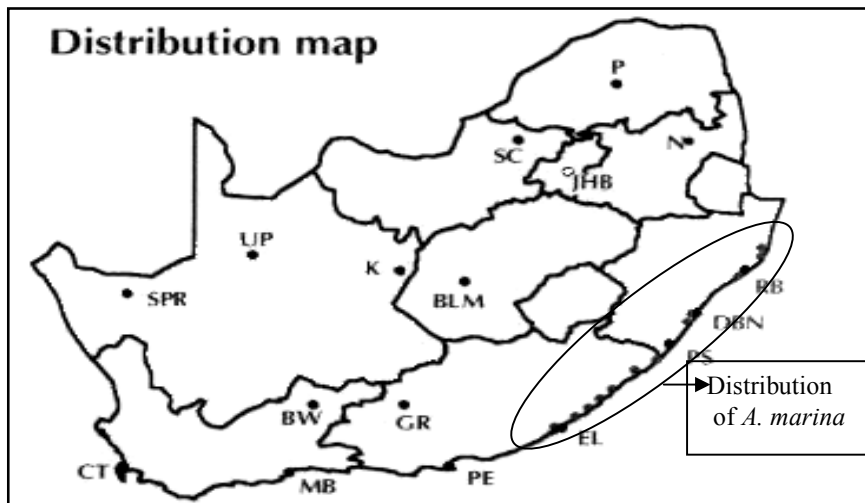 Distribution map
P
SC
N
JHB
UP
K
BLM
SPR
RB
DBN
PS
Distribution
of A. marina
BW
GR
EL
CT
MB
PE